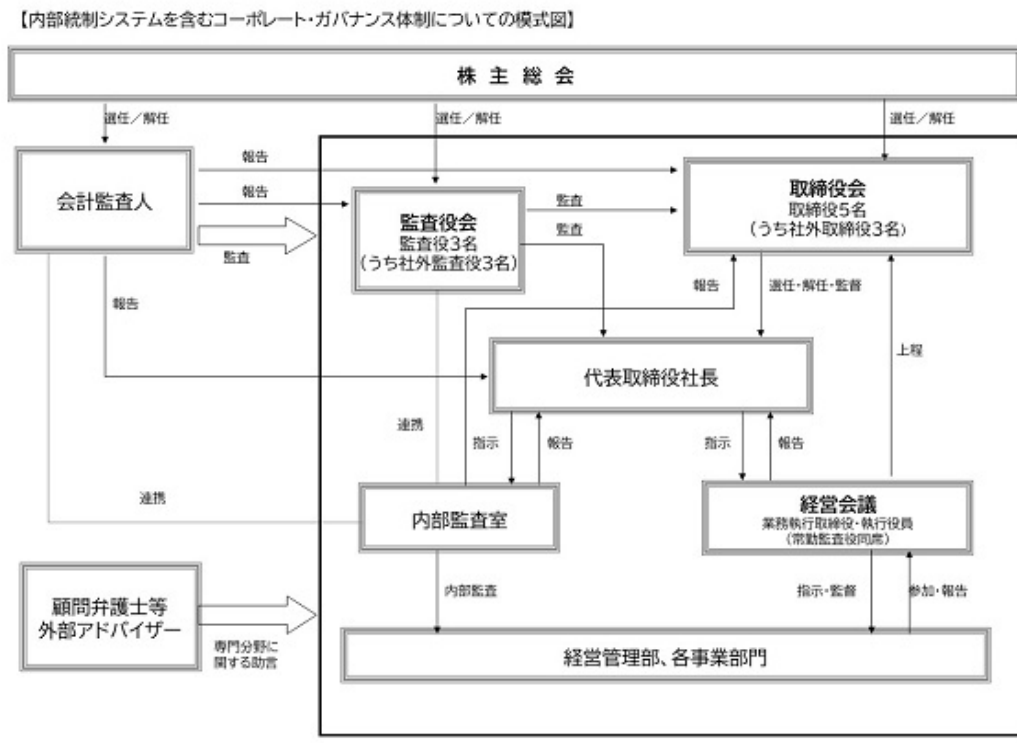 【内部統制システムを含むコーポレート・ガバナンス体制についての模式図】
株 主 総 会
選任／解任
選任／解任
選任／解任
会計監査人
報告
報告
監査
監査役会
監査役3名
(うち社外監査役3名)
監査
監査
取締役会
取締役5名
(うち社外取締役3名)
報告
報告
選任・解任・監督
上程
代表取締役社長
連携
指示
報告
指示
報告
連携
内部監査室
経営会議
業務執行取締役・執行役員
(常勤監査役同席)
内部監査
指示・監督
参加・報告
顧問弁護士等
外部アドバイザー
専門分野に
関する助言
経営管理部、各事業部門